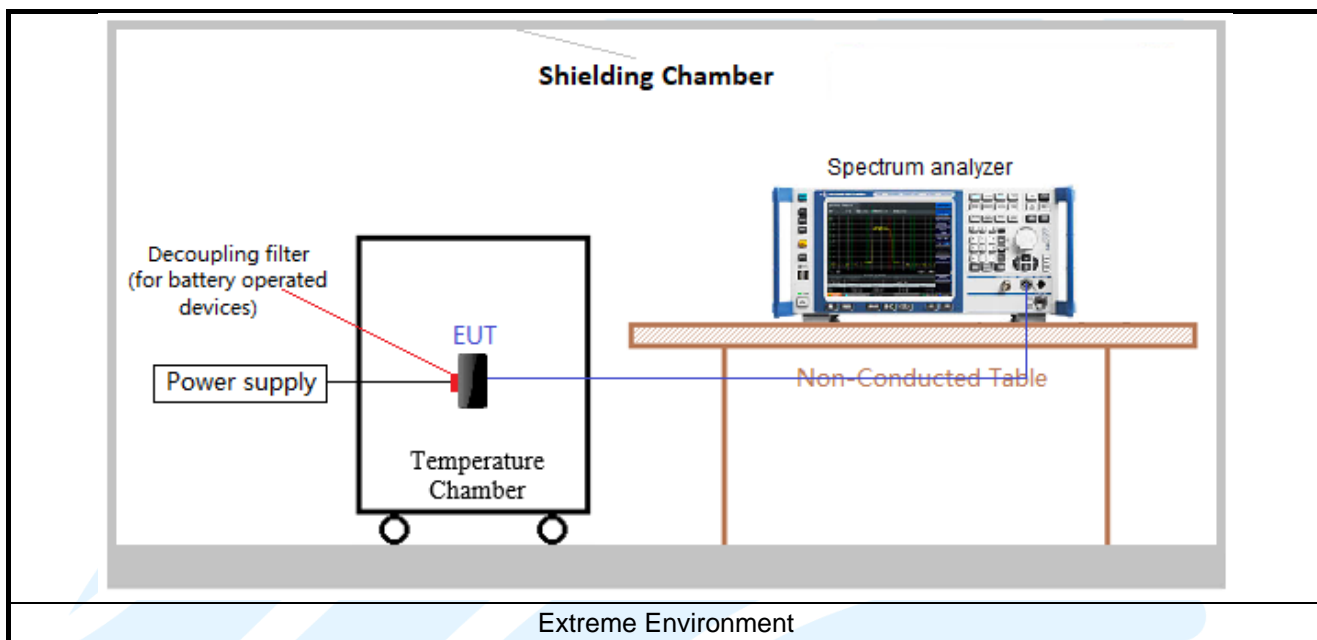 Shielding Chamber
Spectrum analyzer
Decoupling filter
(for battery operated
devices)
EUT
Power supply
Non-Conducted Table
Temperature
Chamber
Extreme Environment